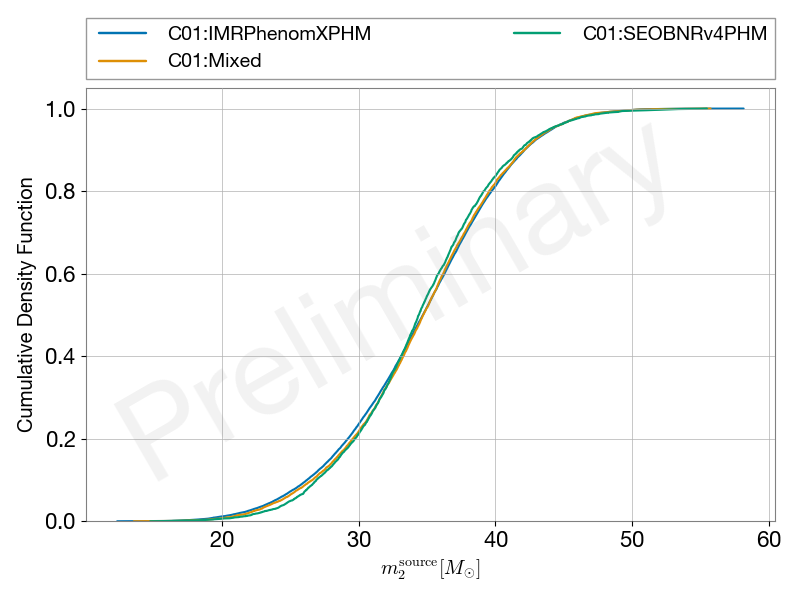 C01:IMRPhenomXPHM
C01:Mixed
C01:SEOBNRv4PHM
1.0
0.8
0.6
0.4
0.2
0.0
Cumulative Density Function
Preliminary
20 30 40 50 60
m₂^source [M_⊙]